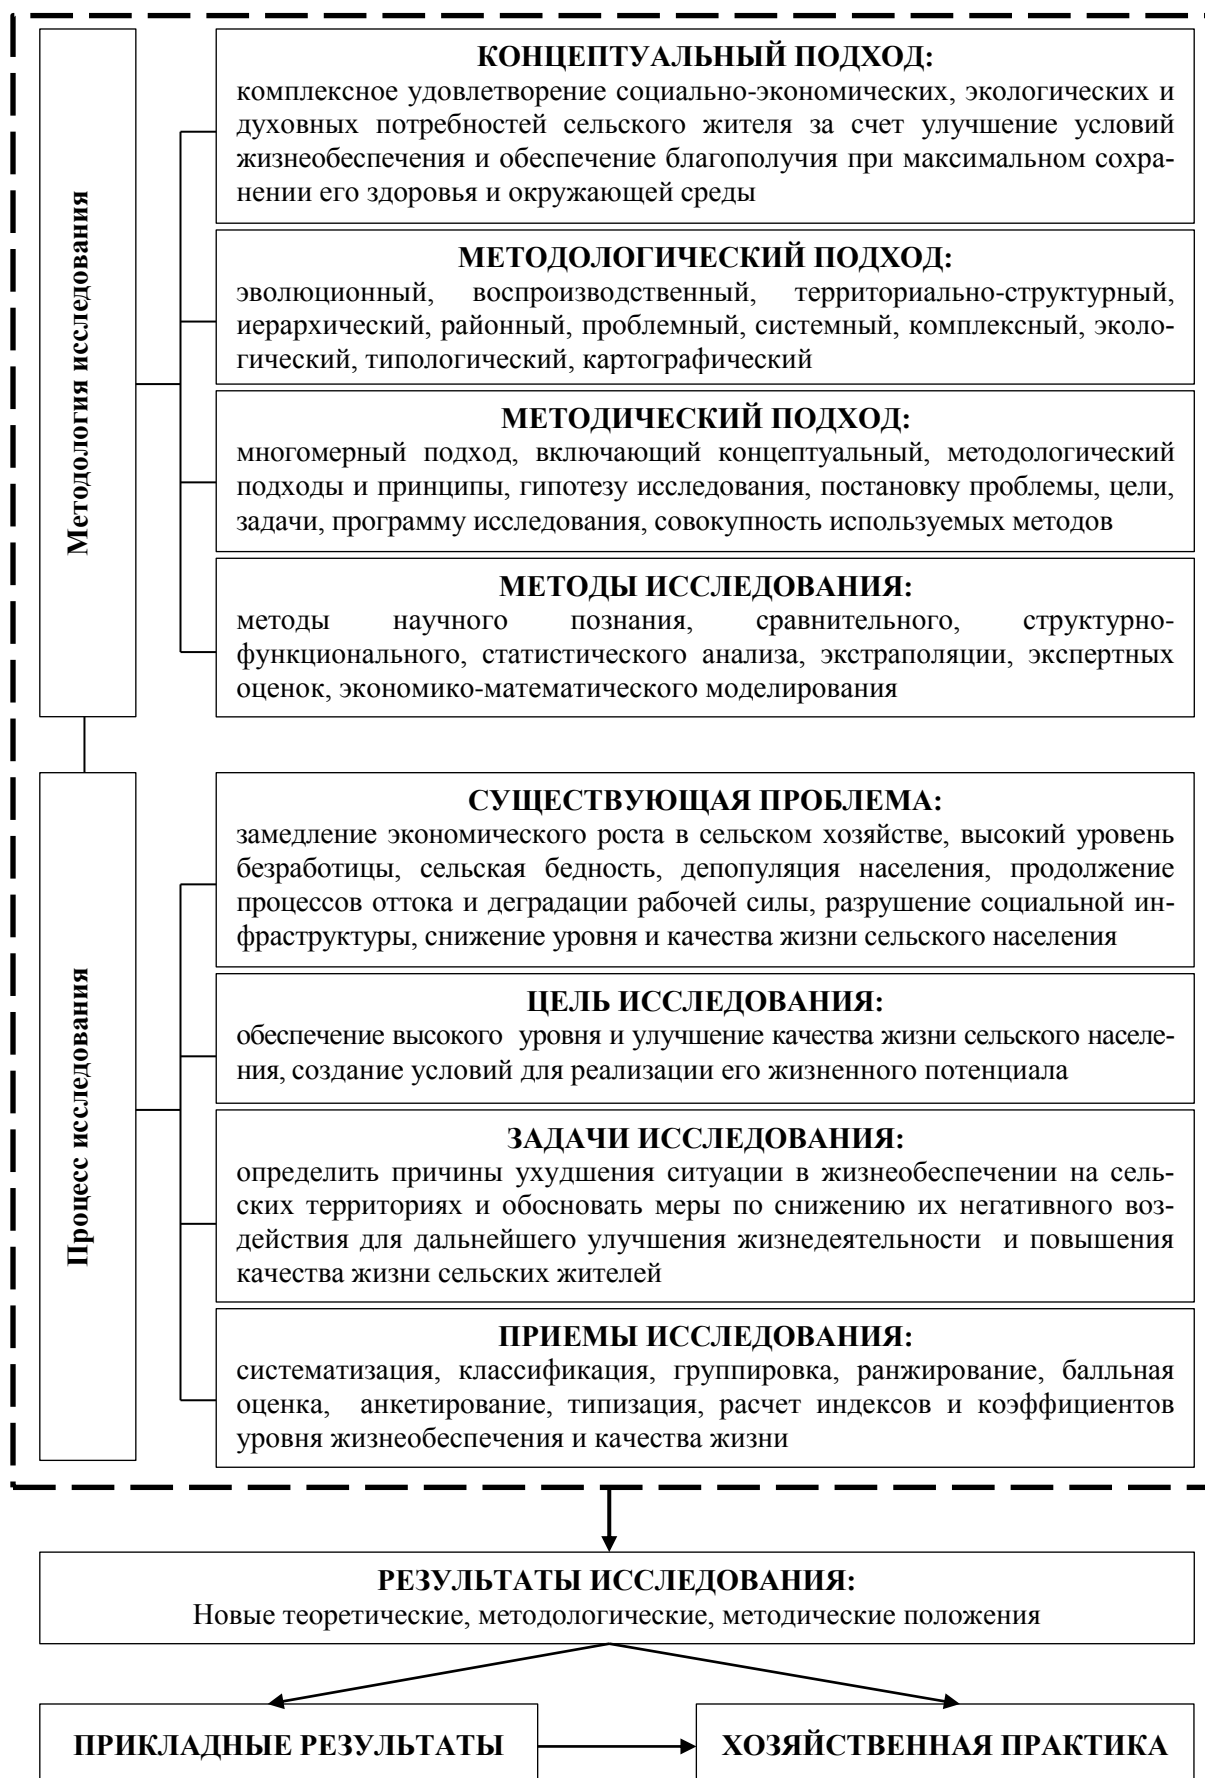 Методология исследования
КОНЦЕПТУАЛЬНЫЙ ПОДХОД:
комплексное удовлетворение социально-экономических, экологических и
духовных потребностей сельского жителя за счет улучшение условий
жизнеобеспечения и обеспечение благополучия при максимальном сохра-
нении его здоровья и окружающей среды
МЕТОДОЛОГИЧЕСКИЙ ПОДХОД:
эволюционный, воспроизводственный, территориально-структурный,
иерархический, районный, проблемный, системный, комплексный, эколо-
гический, типологический, картографический
МЕТОДИЧЕСКИЙ ПОДХОД:
многомерный подход, включающий концептуальный, методологический
подходы и принципы, гипотезу исследования, постановку проблемы, цели,
задачи, программу исследования, совокупность используемых методов
МЕТОДЫ ИССЛЕДОВАНИЯ:
методы научного познания, сравнительного, структурно-
функционального, статистического анализа, экстраполяции, экспертных
оценок, экономико-математического моделирования
Процесс исследования
СУЩЕСТВУЮЩАЯ ПРОБЛЕМА:
замедление экономического роста в сельском хозяйстве, высокий уровень
безработицы, сельская бедность, депопуляция населения, продолжение
процессов оттока и деградации рабочей силы, разрушение социальной ин-
фраструктуры, снижение уровня и качества жизни сельского населения
ЦЕЛЬ ИССЛЕДОВАНИЯ:
обеспечение высокого уровня и улучшение качества жизни сельского населе-
ния, создание условий для реализации его жизненного потенциала
ЗАДАЧИ ИССЛЕДОВАНИЯ:
определить причины ухудшения ситуации в жизнеобеспечении на сель-
ских территориях и обосновать меры по снижению их негативного воз-
действия для дальнейшего улучшения жизнедеятельности и повышения
качества жизни сельских жителей
ПРИЕМЫ ИССЛЕДОВАНИЯ:
систематизация, классификация, группировка, ранжирование, балльная
оценка, анкетирование, типизация, расчет индексов и коэффициентов
уровня жизнеобеспечения и качества жизни
РЕЗУЛЬТАТЫ ИССЛЕДОВАНИЯ:
Новые теоретические, методологические, методические положения
ПРИКЛАДНЫЕ РЕЗУЛЬТАТЫ
ХОЗЯЙСТВЕННАЯ ПРАКТИКА